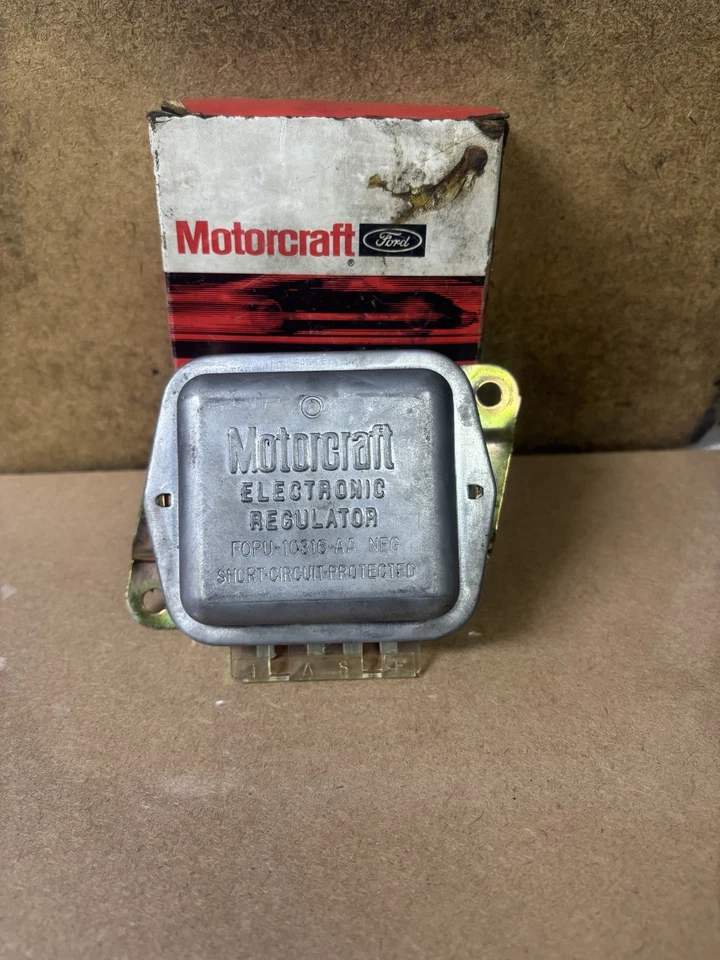 Motorcraft Ford
®
Motorcraft
ELECTRONIC
REGULATOR
FOPU-10316-AA NEG
SHORT-CIRCUIT-PROTECTED
I A S F